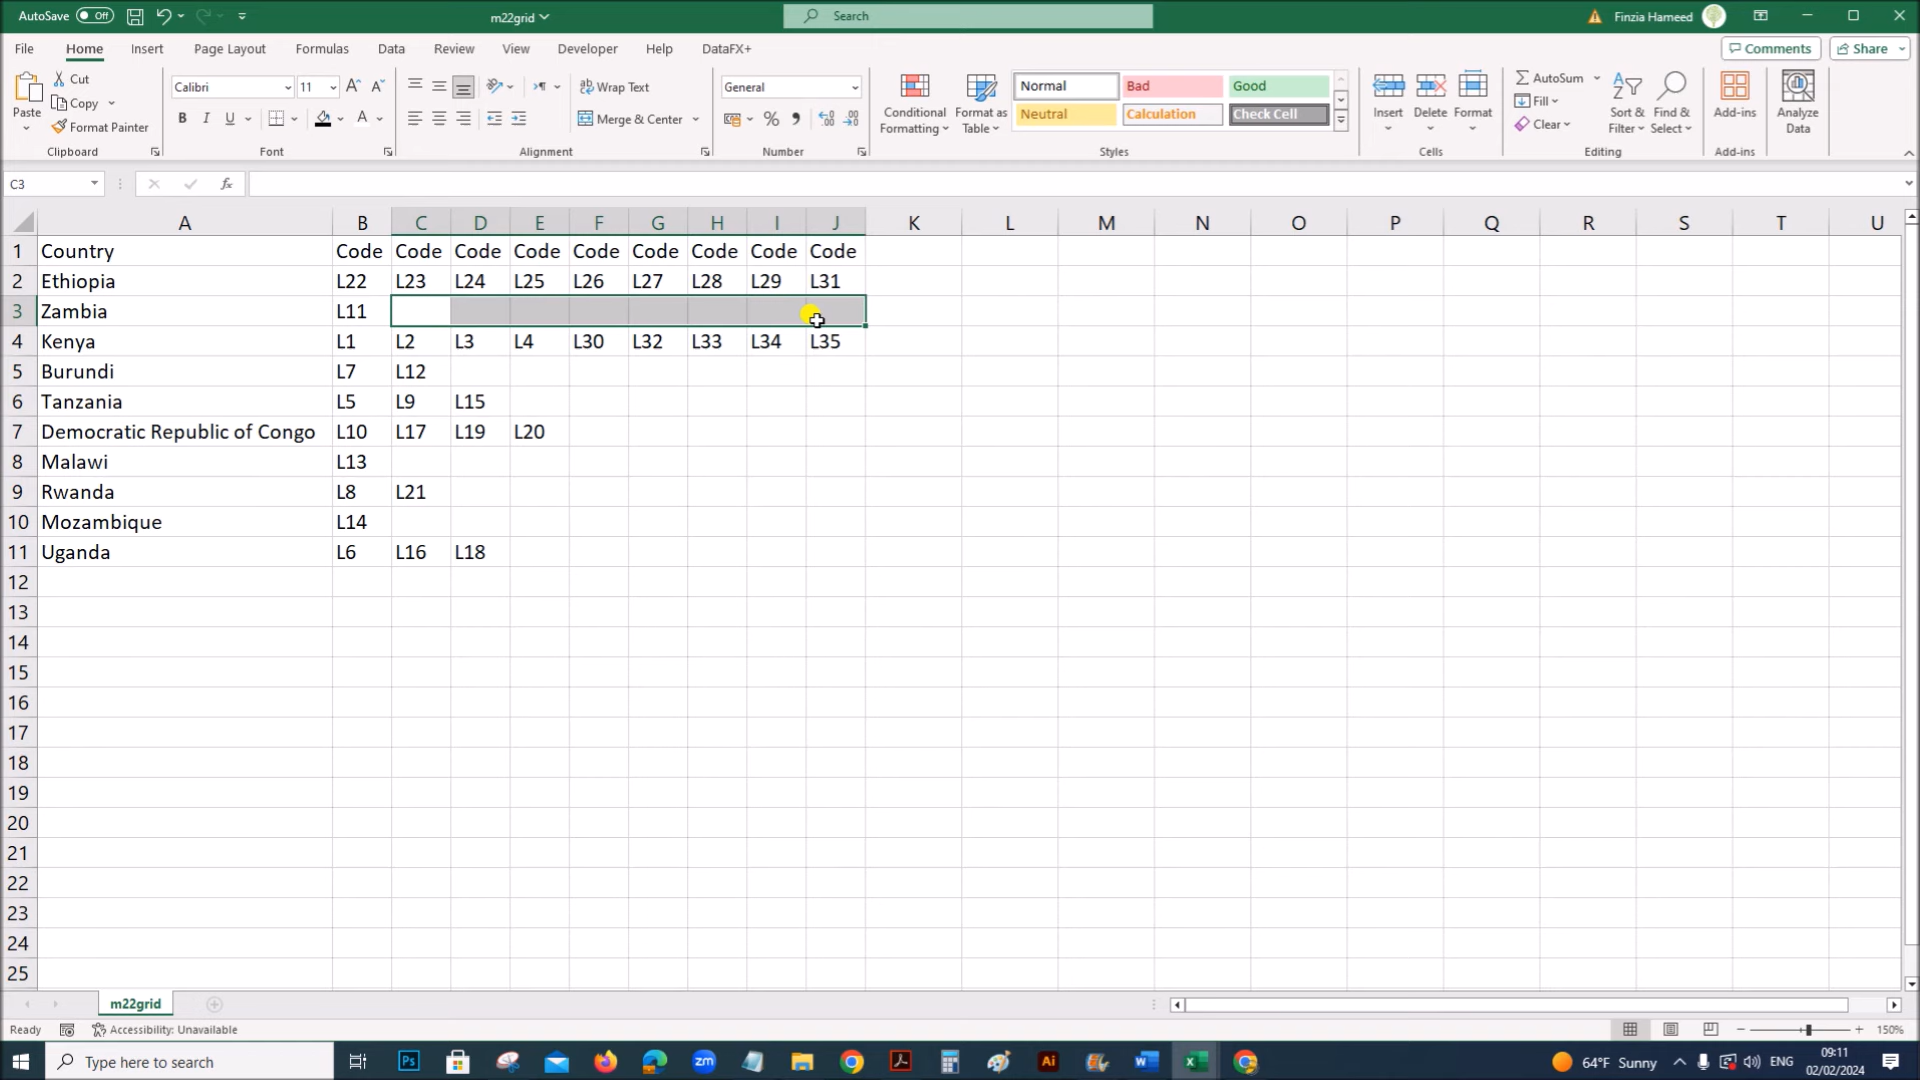 AutoSave Off
m22grid
Search
Finzia Hameed
File Home Insert Page Layout Formulas Data Review View Developer Help DataFX+
Comments Share
Cut
Copy
Format Painter
Paste
Clipboard
Calibri 11
B I U A
Font
Wrap Text
Merge & Center
Alignment
General
%
Number
Conditional Formatting
Format as Table
Normal Bad Good
Neutral Calculation Check Cell
Styles
Insert Delete Format
Cells
AutoSum
Fill
Clear
Sort & Filter
Find & Select
Editing
Add-ins
Add-ins
Analyze Data
C3 fx
A B C D E F G H I J K L M N O P Q R S T U
1 Country Code Code Code Code Code Code Code Code Code
2 Ethiopia L22 L23 L24 L25 L26 L27 L28 L29 L31
3 Zambia L11
4 Kenya L1 L2 L3 L4 L30 L32 L33 L34 L35
5 Burundi L7 L12
6 Tanzania L5 L9 L15
7 Democratic Republic of Congo L10 L17 L19 L20
8 Malawi L13
9 Rwanda L8 L21
10 Mozambique L14
11 Uganda L6 L16 L18
12
13
14
15
16
17
18
19
20
21
22
23
24
25
m22grid
Ready Accessibility: Unavailable 150%
Type here to search
Ps zm Ai
64°F Sunny ENG
09:11
02/02/2024